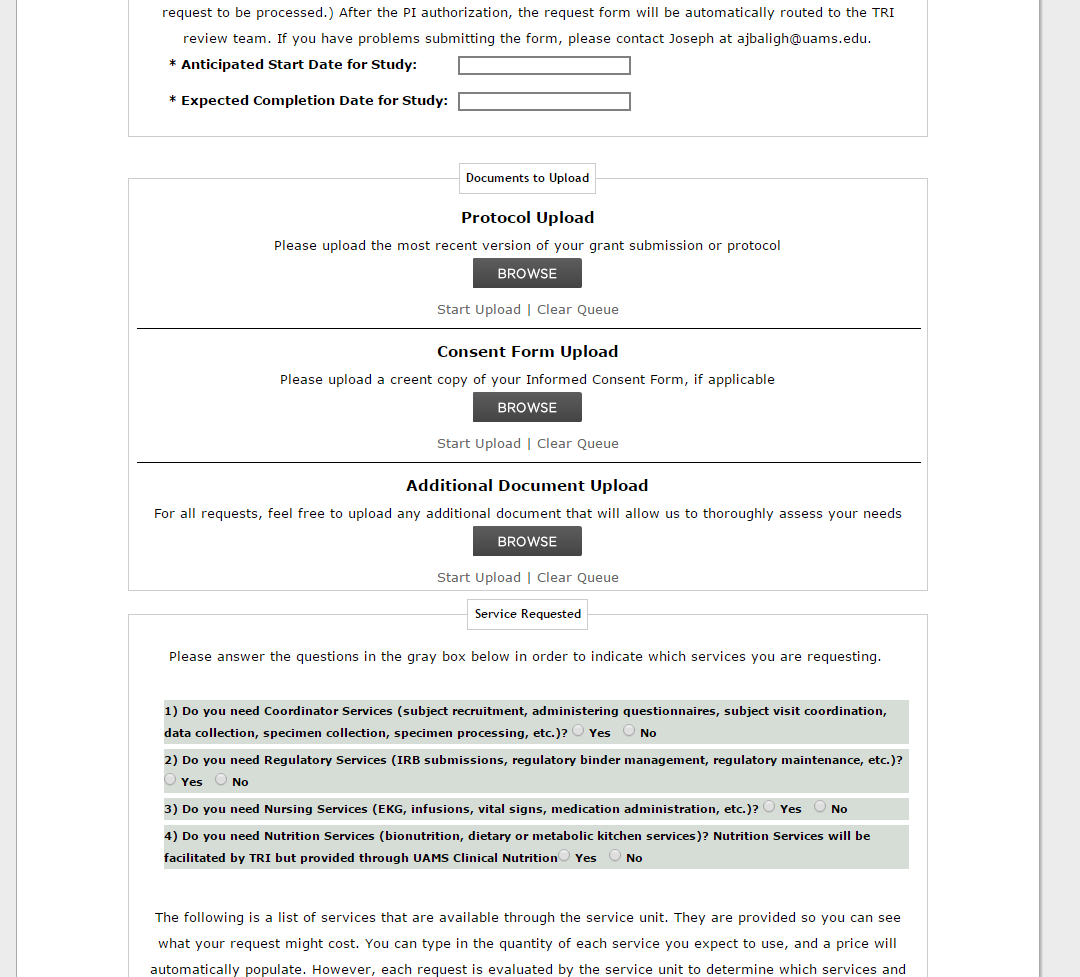 request to be processed.) After the PI authorization, the request form will be automatically routed to the TRI
review team. If you have problems submitting the form, please contact Joseph at ajbaligh@uams.edu.
* Anticipated Start Date for Study:
* Expected Completion Date for Study:
Documents to Upload
Protocol Upload
Please upload the most recent version of your grant submission or protocol
BROWSE
Start Upload | Clear Queue
Consent Form Upload
Please upload a creent copy of your Informed Consent Form, if applicable
BROWSE
Start Upload | Clear Queue
Additional Document Upload
For all requests, feel free to upload any additional document that will allow us to thoroughly assess your needs
BROWSE
Start Upload | Clear Queue
Service Requested
Please answer the questions in the gray box below in order to indicate which services you are requesting.
1) Do you need Coordinator Services (subject recruitment, administering questionnaires, subject visit coordination,
data collection, specimen collection, specimen processing, etc.)? Yes No
2) Do you need Regulatory Services (IRB submissions, regulatory binder management, regulatory maintenance, etc.)?
Yes No
3) Do you need Nursing Services (EKG, infusions, vital signs, medication administration, etc.)? Yes No
4) Do you need Nutrition Services (bionutrition, dietary or metabolic kitchen services)? Nutrition Services will be
facilitated by TRI but provided through UAMS Clinical Nutrition Yes No
The following is a list of services that are available through the service unit. They are provided so you can see
what your request might cost. You can type in the quantity of each service you expect to use, and a price will
automatically populate. However, each request is evaluated by the service unit to determine which services and